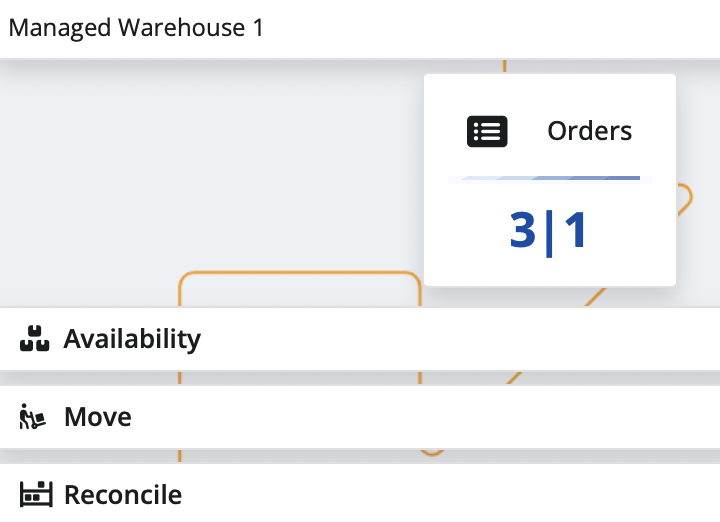 Managed Warehouse 1
Orders
3|1
Availability
Move
Reconcile